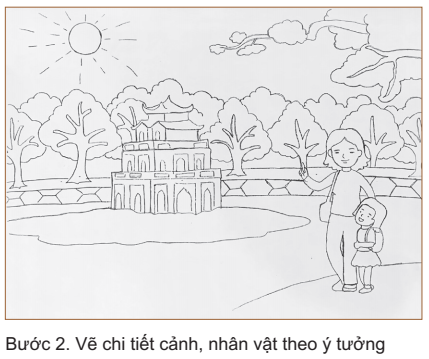 Bước 2. Vẽ chi tiết cảnh, nhân vật theo ý tưởng